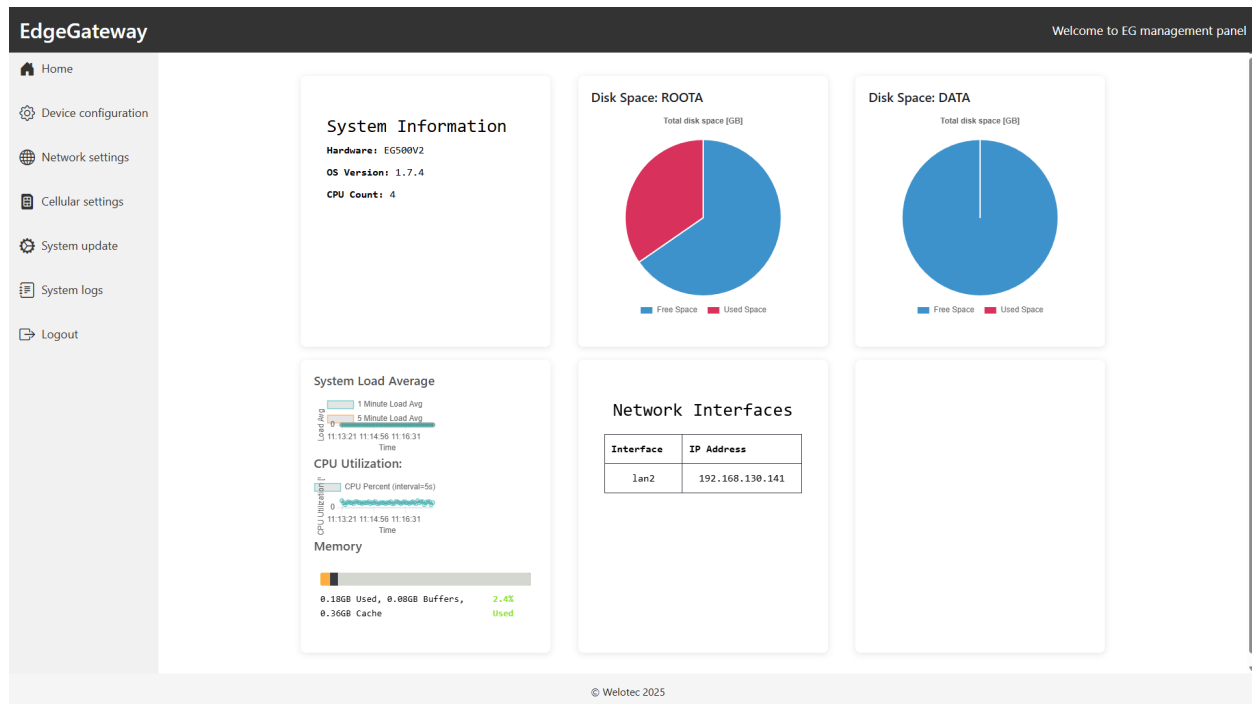 EdgeGateway
Welcome to EG management panel
Home
Device configuration
Network settings
Cellular settings
System update
System logs
Logout
System Information
Hardware: EG500V2
OS Version: 1.7.4
CPU Count: 4
Disk Space: ROOTA
Total disk space [GB]
Free Space Used Space
Disk Space: DATA
Total disk space [GB]
Free Space Used Space
System Load Average
1 Minute Load Avg
5 Minute Load Avg
Load Avg
0
11:13:21 11:14:56 11:16:31
Time
CPU Utilization:
CPU Percent (interval=5s)
CPU Utilization
0
11:13:21 11:14:56 11:16:31
Time
Memory
0.18GB Used, 0.08GB Buffers,
0.36GB Cache
2.4%
Used
Network Interfaces
Interface IP Address
lan2 192.168.130.141
© Welotec 2025